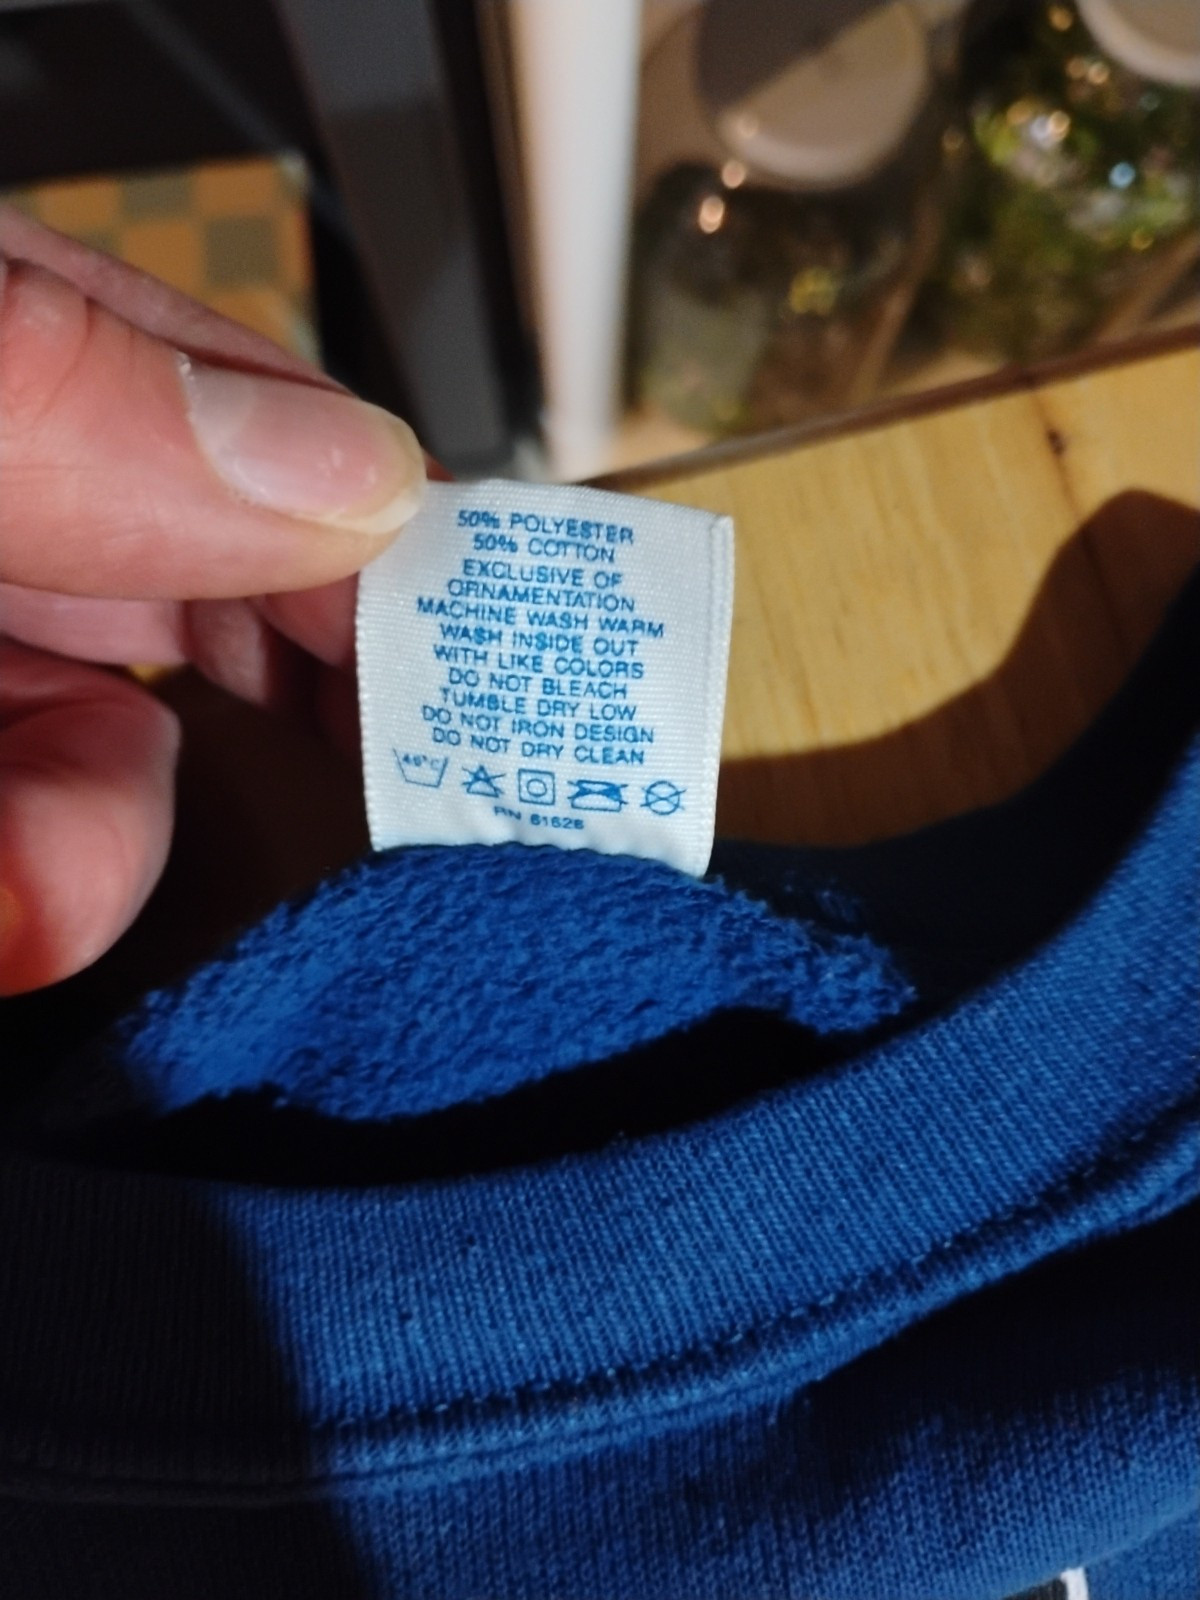 50% POLYESTER
50% COTTON
EXCLUSIVE OF
ORNAMENTATION
MACHINE WASH WARM
WASH INSIDE OUT
WITH LIKE COLORS
DO NOT BLEACH
TUMBLE DRY LOW
DO NOT IRON DESIGN
DO NOT DRY CLEAN
40°C
RN 61626